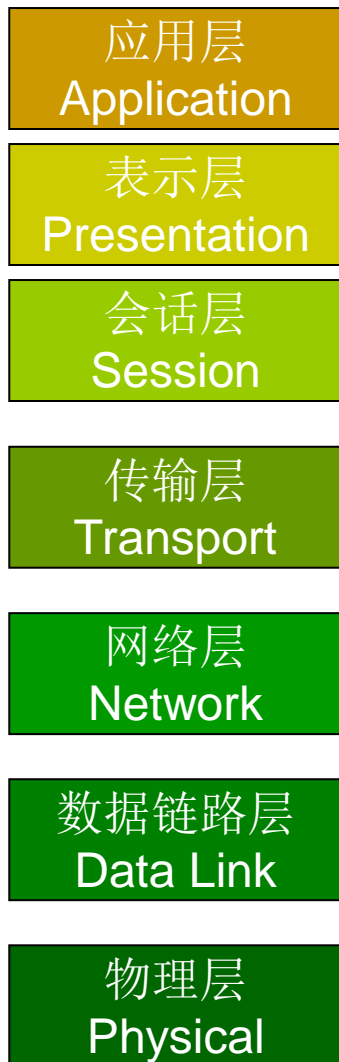 应用层
Application
表示层
Presentation
会话层
Session
传输层
Transport
网络层
Network
数据链路层
Data Link
物理层
Physical